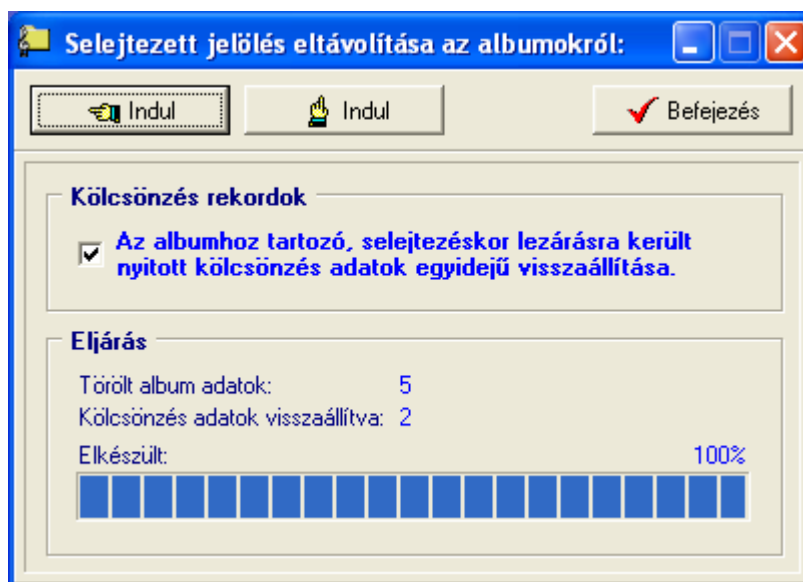 Selejtezett jelölés eltávolítása az albumokról:
Indul
Indul
Befejezés
Kölcsönzés rekordok
Az albumhoz tartozó, selejtezéskor lezárásra került
nyitott kölcsönzés adatok egyidejű visszaállítása.
Eljárás
Törölt album adatok: 5
Kölcsönzés adatok visszaállítva: 2
Elkészült: 100%